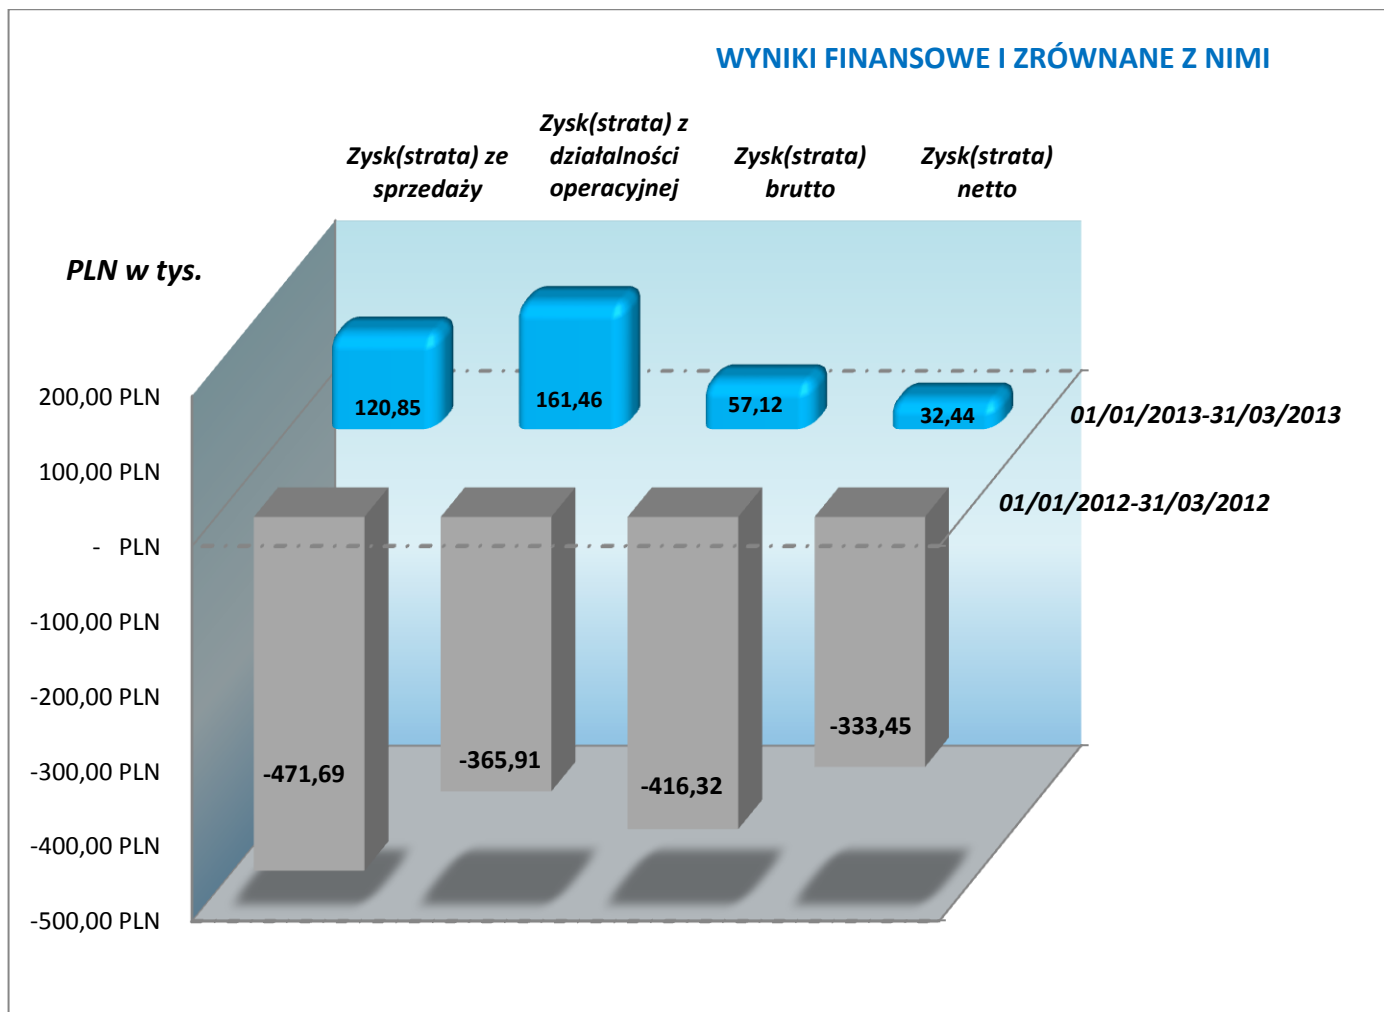 WYNIKI FINANSOWE I ZRÓWNANE Z NIMI
Zysk(strata) ze
sprzedaży
Zysk(strata) z
działalności
operacyjnej
Zysk(strata)
brutto
Zysk(strata)
netto
PLN w tys.
200,00 PLN
100,00 PLN
- PLN
-100,00 PLN
-200,00 PLN
-300,00 PLN
-400,00 PLN
-500,00 PLN
120,85
161,46
57,12
32,44
01/01/2013-31/03/2013
01/01/2012-31/03/2012
-471,69
-365,91
-416,32
-333,45